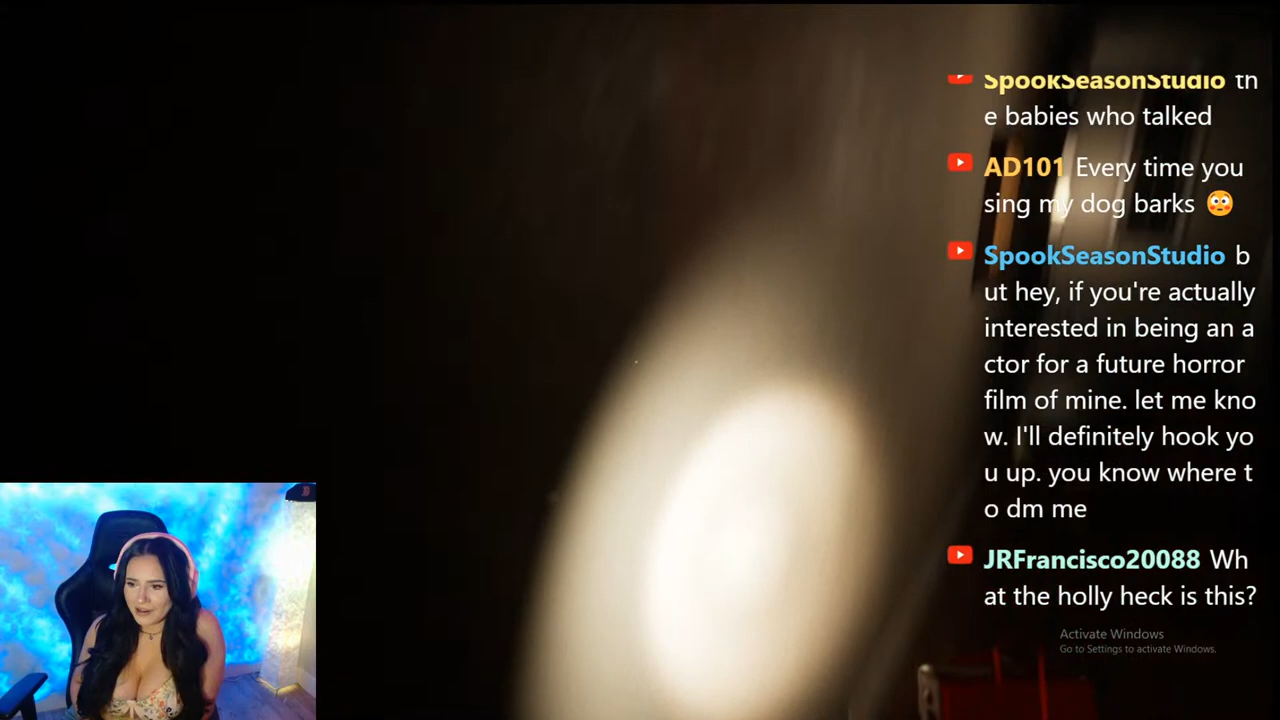 SpookSeasonStudio th
e babies who talked
AD101 Every time you
sing my dog barks 😳
SpookSeasonStudio b
ut hey, if you're actually
interested in being an a
ctor for a future horror
film of mine. let me kno
w. I'll definitely hook yo
u up. you know where t
o dm me
JRFrancisco20088 Wh
at the holly heck is this?
Activate Windows
Go to Settings to activate Windows.